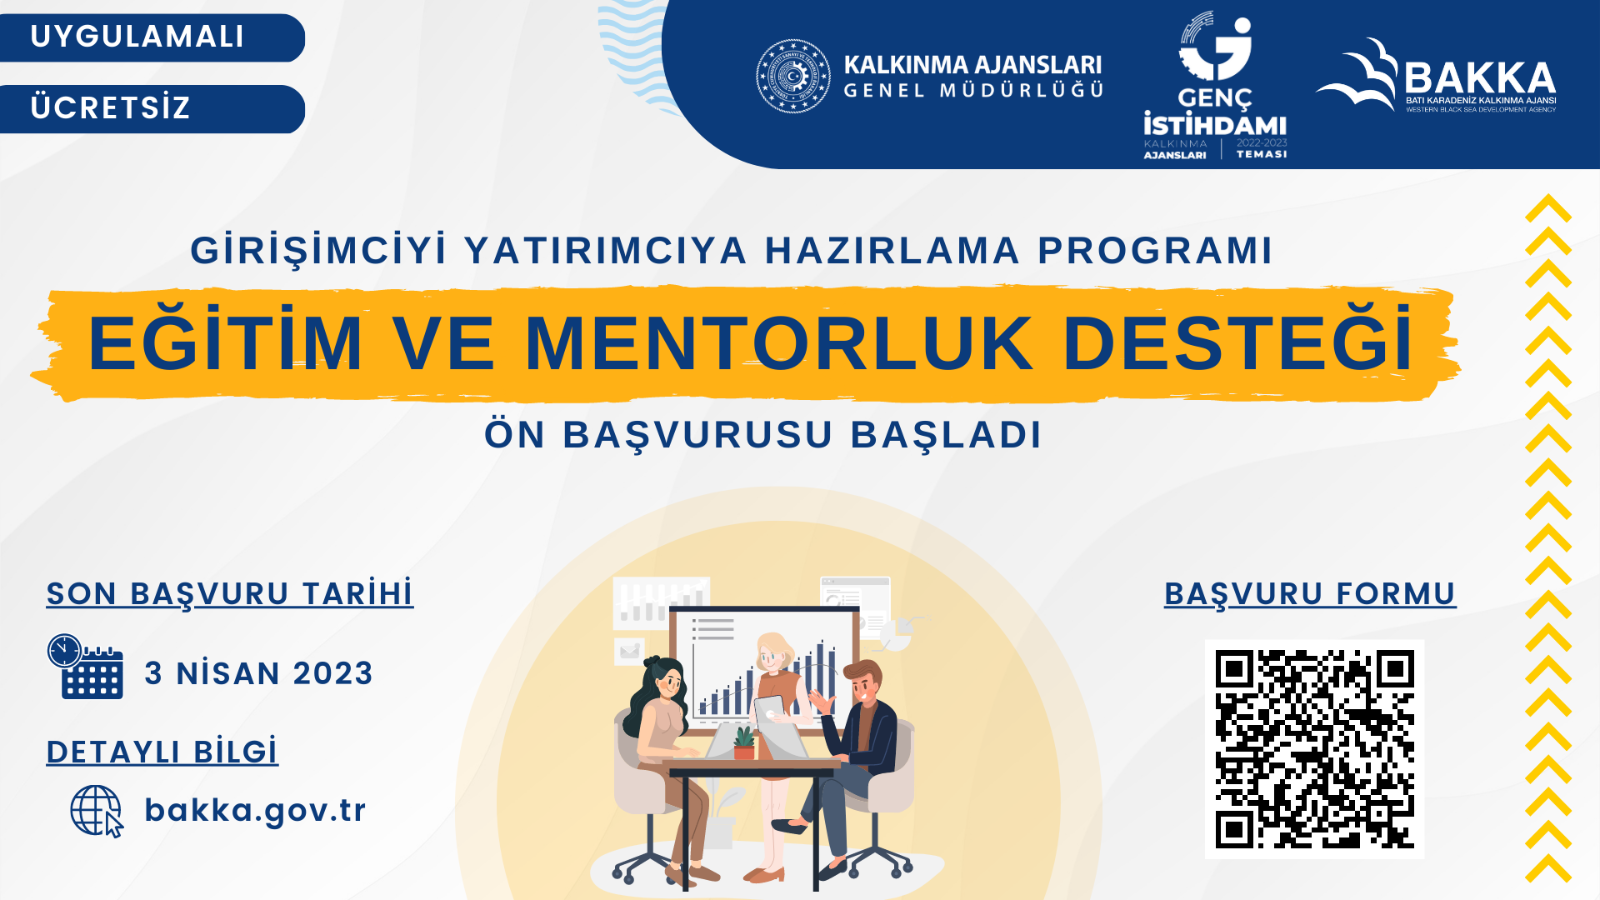 UYGULAMALI
ÜCRETSİZ
KALKINMA AJANSLARI
GENEL MÜDÜRLÜĞÜ
GENÇ
İSTİHDAMI
KALKINMA
AJANSLARI
2022-2023
TEMASI
BAKKA
BATI KARADENİZ KALKINMA AJANSI
WESTERN BLACK SEA DEVELOPMENT AGENCY
GİRİŞİMCİYİ YATIRIMCIYA HAZIRLAMA PROGRAMI
EĞİTİM VE MENTORLUK DESTEĞİ
ÖN BAŞVURUSU BAŞLADI
SON BAŞVURU TARİHİ
3 NİSAN 2023
DETAYLI BİLGİ
bakka.gov.tr
BAŞVURU FORMU